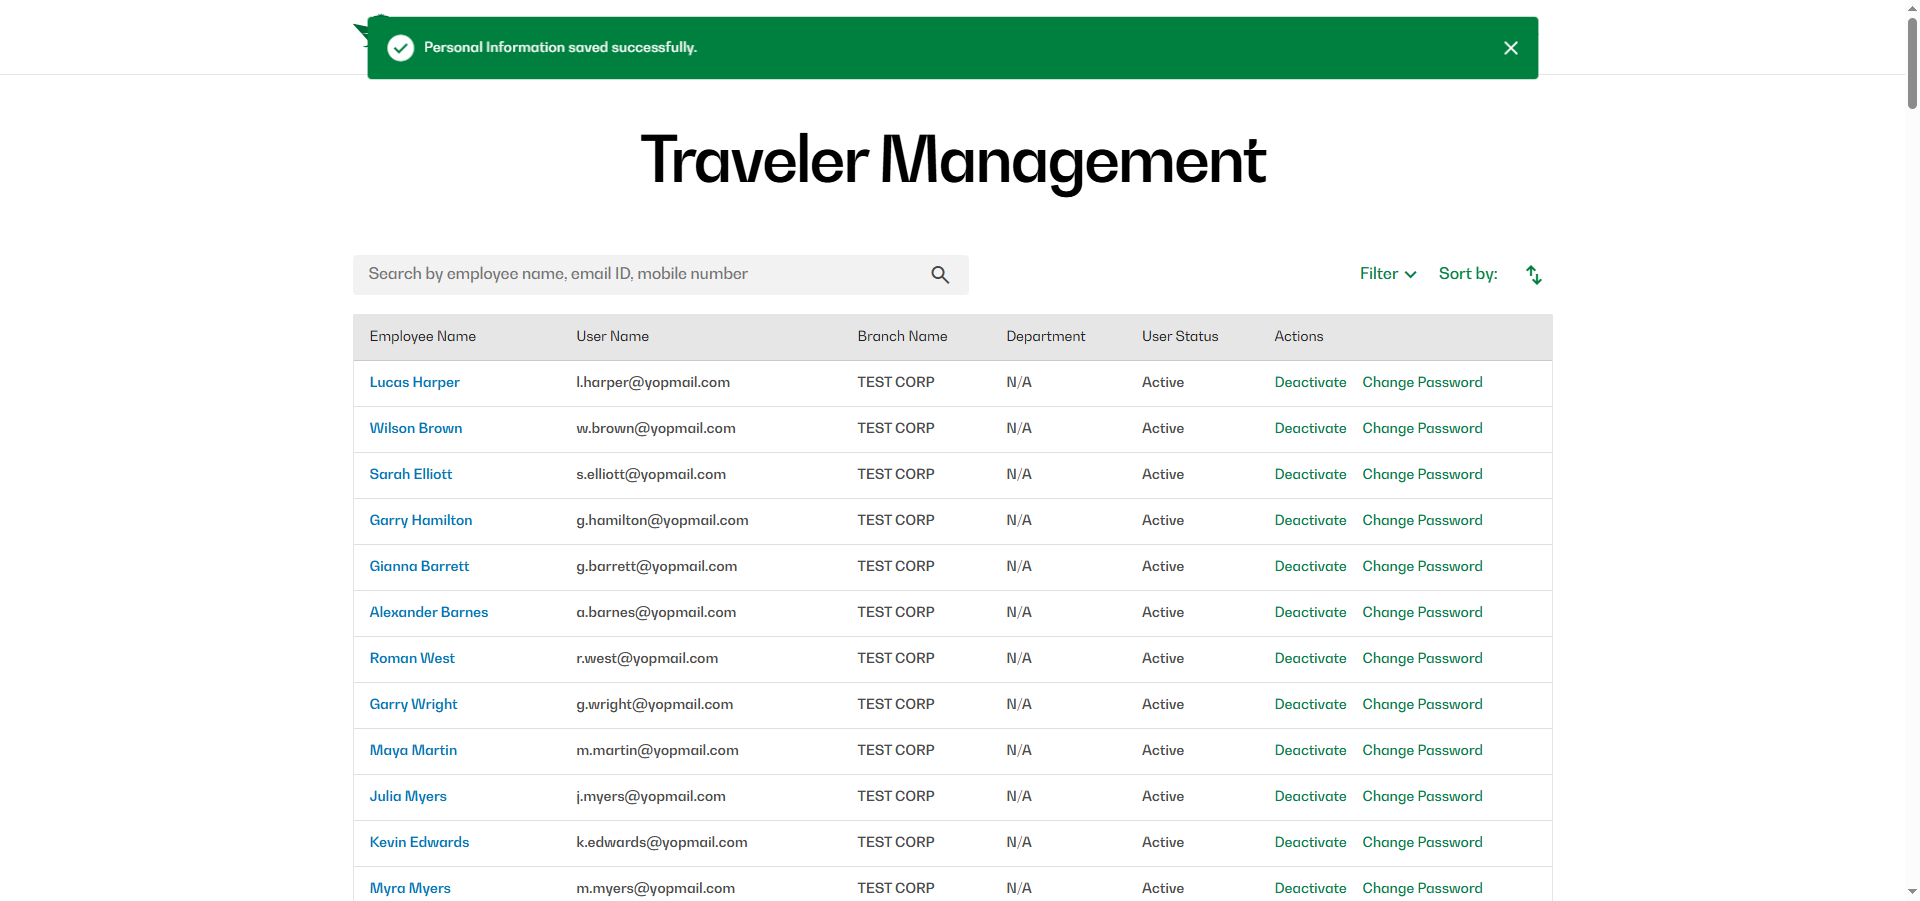 Personal Information saved successfully.
Traveler Management
Search by employee name, email ID, mobile number
Filter Sort by:
Employee Name User Name Branch Name Department User Status Actions
Lucas Harper l.harper@yopmail.com TEST CORP N/A Active Deactivate Change Password
Wilson Brown w.brown@yopmail.com TEST CORP N/A Active Deactivate Change Password
Sarah Elliott s.elliott@yopmail.com TEST CORP N/A Active Deactivate Change Password
Garry Hamilton g.hamilton@yopmail.com TEST CORP N/A Active Deactivate Change Password
Gianna Barrett g.barrett@yopmail.com TEST CORP N/A Active Deactivate Change Password
Alexander Barnes a.barnes@yopmail.com TEST CORP N/A Active Deactivate Change Password
Roman West r.west@yopmail.com TEST CORP N/A Active Deactivate Change Password
Garry Wright g.wright@yopmail.com TEST CORP N/A Active Deactivate Change Password
Maya Martin m.martin@yopmail.com TEST CORP N/A Active Deactivate Change Password
Julia Myers j.myers@yopmail.com TEST CORP N/A Active Deactivate Change Password
Kevin Edwards k.edwards@yopmail.com TEST CORP N/A Active Deactivate Change Password
Myra Myers m.myers@yopmail.com TEST CORP N/A Active Deactivate Change Password